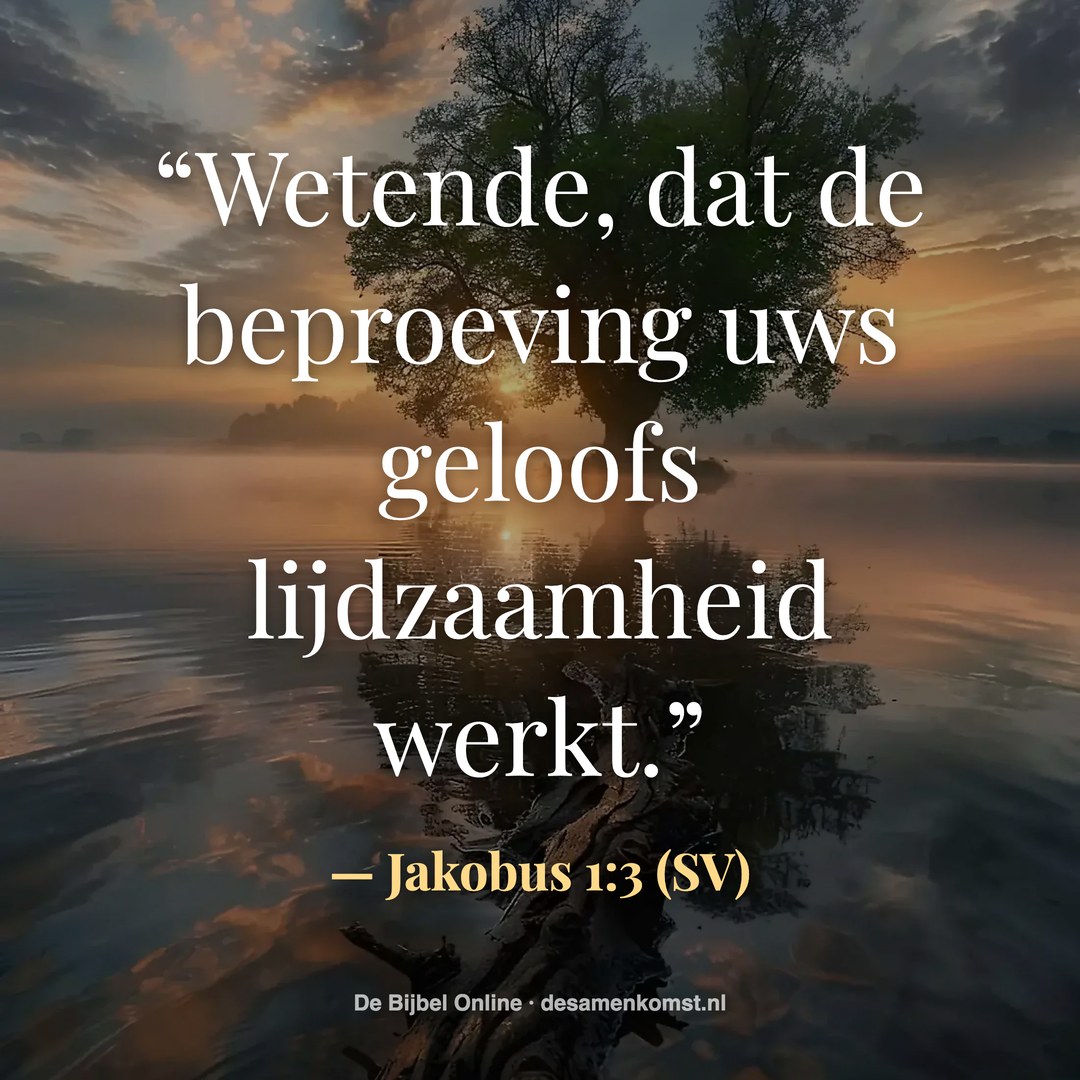 “Wetende, dat de
beproeving uws
geloofs
lijdzaamheid
werkt.”
— Jakobus 1:3 (SV)
De Bijbel Online · desamenkomst.nl